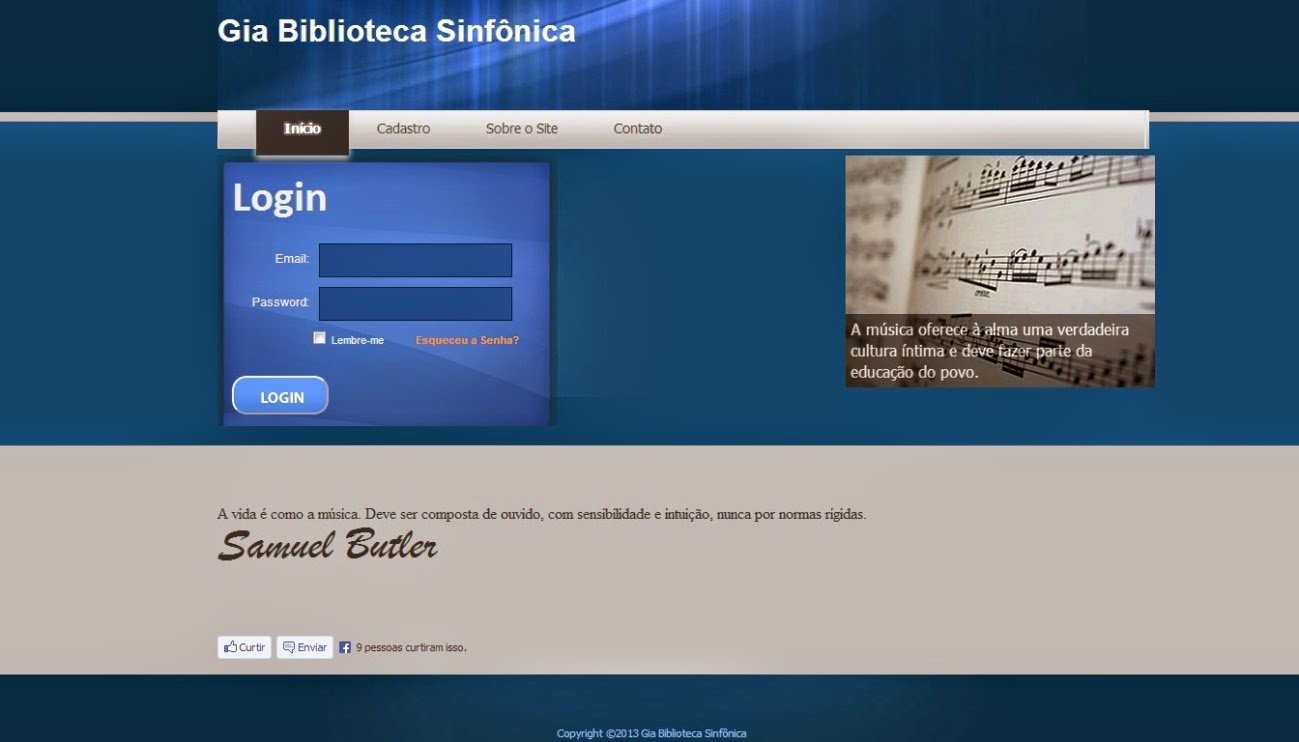 Gia Biblioteca Sinfônica
Início Cadastro Sobre o Site Contato
Login
Email:
Password:
Lembre-me Esqueceu a Senha?
LOGIN
cresc.
A música oferece à alma uma verdadeira
cultura íntima e deve fazer parte da
educação do povo.
A vida é como a música. Deve ser composta de ouvido, com sensibilidade e intuição, nunca por normas rígidas.
Samuel Butler
Curtir Enviar 9 pessoas curtiram isso.
Copyright ©2013 Gia Biblioteca Sinfônica